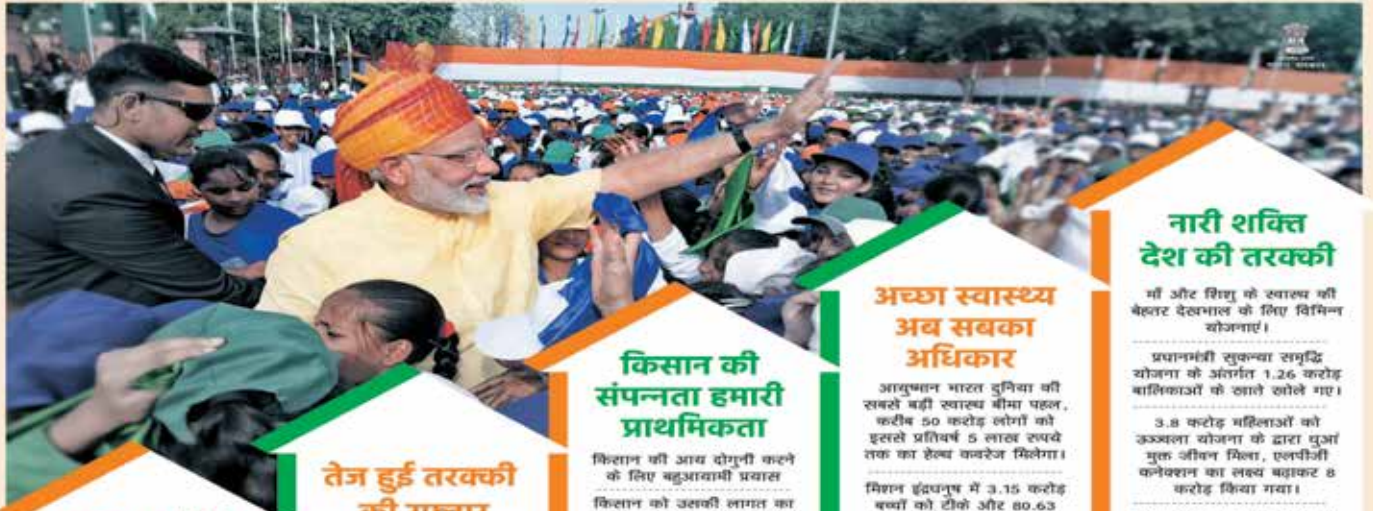 तेज हुई तरक्की
किसान की
संपन्नता हमारी
प्राथमिकता
किसान की आय दोगुनी करने
के लिए बहुआयामी प्रयास
किसान को उसकी लागत का
अच्छा स्वास्थ्य
अब सबका
अधिकार
आयुष्मान भारत दुनिया की
सबसे बड़ी स्वास्थ्य बीमा पहल,
करीब 50 करोड़ लोगों को
इससे प्रतिवर्ष 5 लाख रुपये
तक का हेल्थ कवरेज मिलेगा।
मिशन इंद्रधनुष में 3.15 करोड़
बच्चों को टीके और 80.63
नारी शक्ति
देश की तरक्की
माँ और शिशु के स्वास्थ्य की
बेहतर देखभाल के लिए विभिन्न
योजनाएं।
प्रधानमंत्री सुकन्या समृद्धि
योजना के अंतर्गत 1.26 करोड़
बालिकाओं के खाते खोले गए।
3.8 करोड़ महिलाओं को
उज्ज्वला योजना के द्वारा धुआं
मुक्त जीवन मिला, एलपीजी
कनेक्शन का लक्ष्य बढ़ाकर 8
करोड़ किया गया।